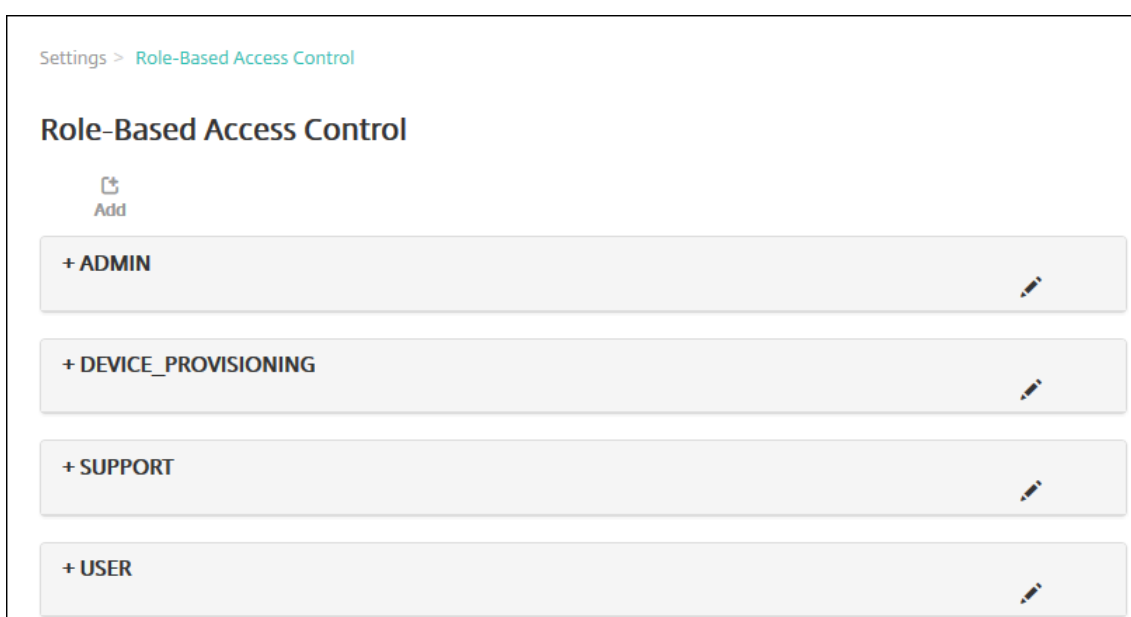 Settings > Role-Based Access Control
Role-Based Access Control
Add
+ ADMIN
+ DEVICE_PROVISIONING
+ SUPPORT
+ USER